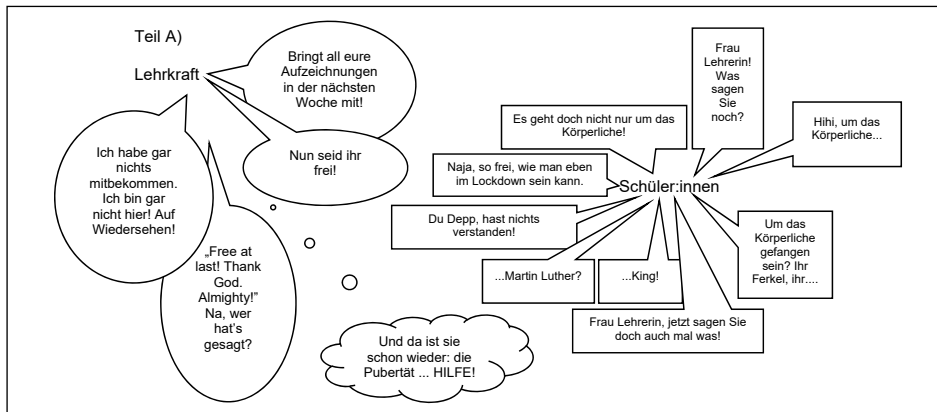 Teil A)
Lehrkraft
Bringt all eure
Aufzeichnungen
in der nächsten
Woche mit!
Nun seid ihr
frei!
Ich habe gar
nichts
mitbekommen.
Ich bin gar
nicht hier! Auf
Wiedersehen!
„Free at
last! Thank
God.
Almighty!”
Na, wer
hat's
gesagt?
Und da ist sie
schon wieder: die
Pubertät ... HILFE!
Schüler:innen
Frau
Lehrerin!
Was
sagen
Sie
noch?
Es geht doch nicht nur um das
Körperliche!
Hihi, um das
Körperliche...
Naja, so frei, wie man eben
im Lockdown sein kann.
Du Depp, hast nichts
verstanden!
Um das
Körperliche
gefangen
sein? Ihr
Ferkel, ihr....
...Martin Luther?
...King!
Frau Lehrerin, jetzt sagen Sie
doch auch mal was!